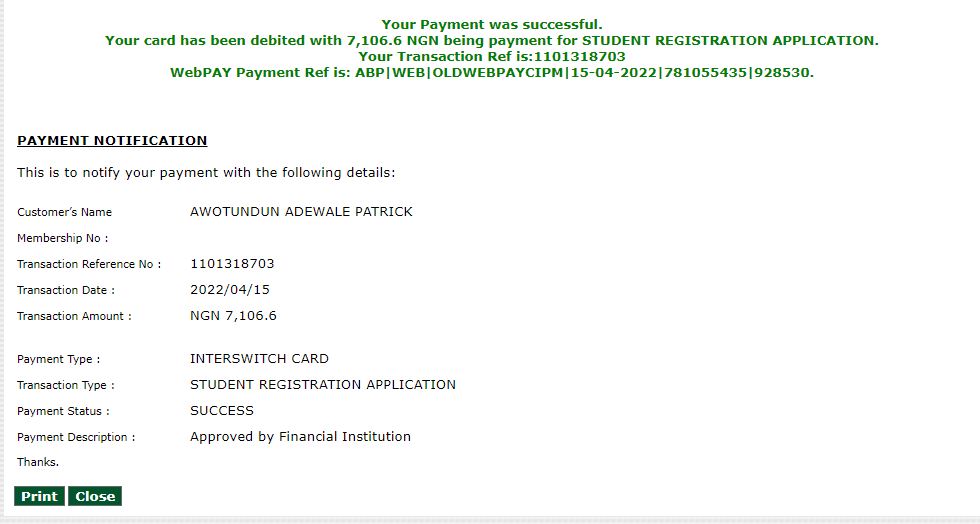 Your Payment was successful.
Your card has been debited with 7,106.6 NGN being payment for STUDENT REGISTRATION APPLICATION.
Your Transaction Ref is:1101318703
WebPAY Payment Ref is: ABP|WEB|OLDWEBPAYCIPM|15-04-2022|781055435|928530.
PAYMENT NOTIFICATION
This is to notify your payment with the following details:
Customer’s Name AWOTUNDUN ADEWALE PATRICK
Membership No :
Transaction Reference No : 1101318703
Transaction Date : 2022/04/15
Transaction Amount : NGN 7,106.6
Payment Type : INTERSWITCH CARD
Transaction Type : STUDENT REGISTRATION APPLICATION
Payment Status : SUCCESS
Payment Description : Approved by Financial Institution
Thanks.
Print Close